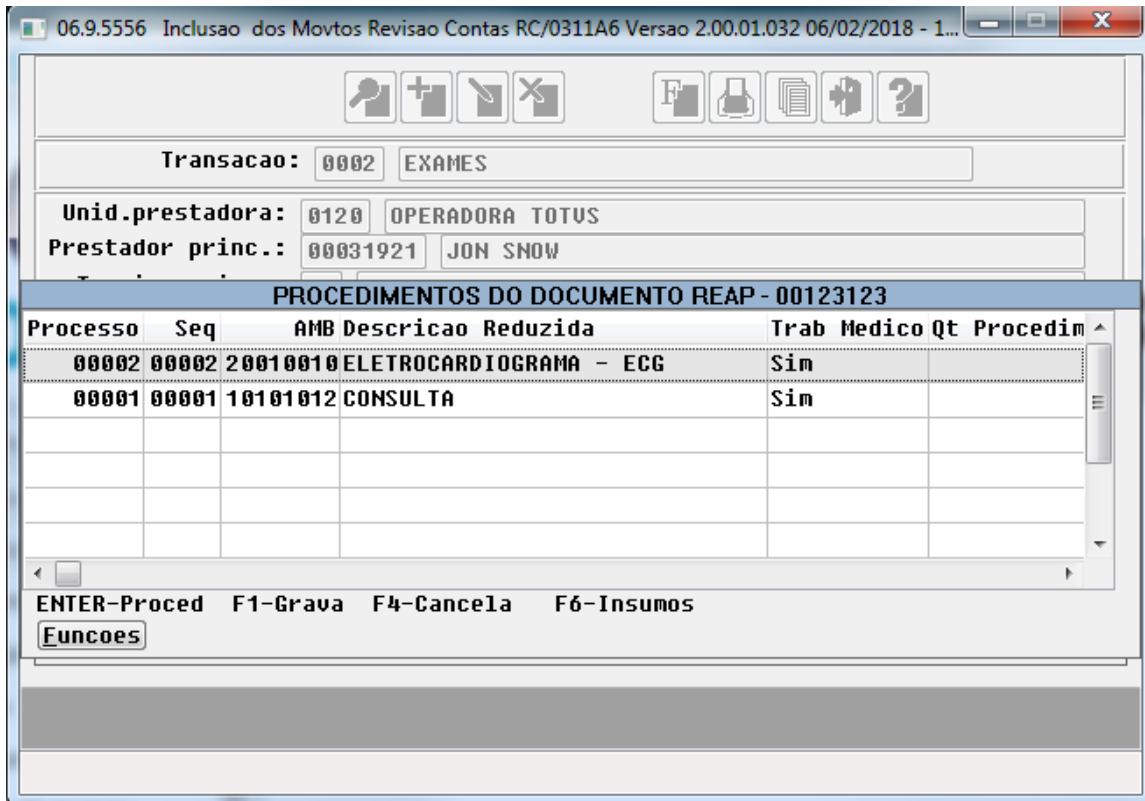 06.9.5556 Inclusao dos Movtos Revisao Contas RC/0311A6 Versao 2.00.01.032 06/02/2018 - 1...
F
Transacao: 0002 EXAMES
Unid.prestadora: 0120 OPERADORA TOTVS
Prestador princ.: 00031921 JON SNOW
PROCEDIMENTOS DO DOCUMENTO REAP - 00123123
Processo Seq AMB Descricao Reduzida Trab Medico Qt Procedim
00002 00002 20010010 ELETROCARDIOGRAMA - ECG Sim
00001 00001 10101012 CONSULTA Sim
ENTER-Proced F1-Grava F4-Cancela F6-Insumos
Funcoes